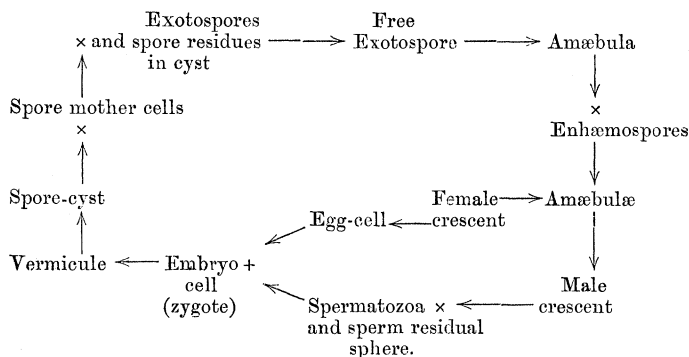 Exotospores
× and spore residues
in cyst
Free
Exotospore
Amæbula
×
Enhæmospores
Amæbulæ
Female
crescent
Male
crescent
Egg-cell
Spermatozoa ×
and sperm residual
sphere.
Embryo +
cell
(zygote)
Vermicule
Spore-cyst
Spore mother cells
×